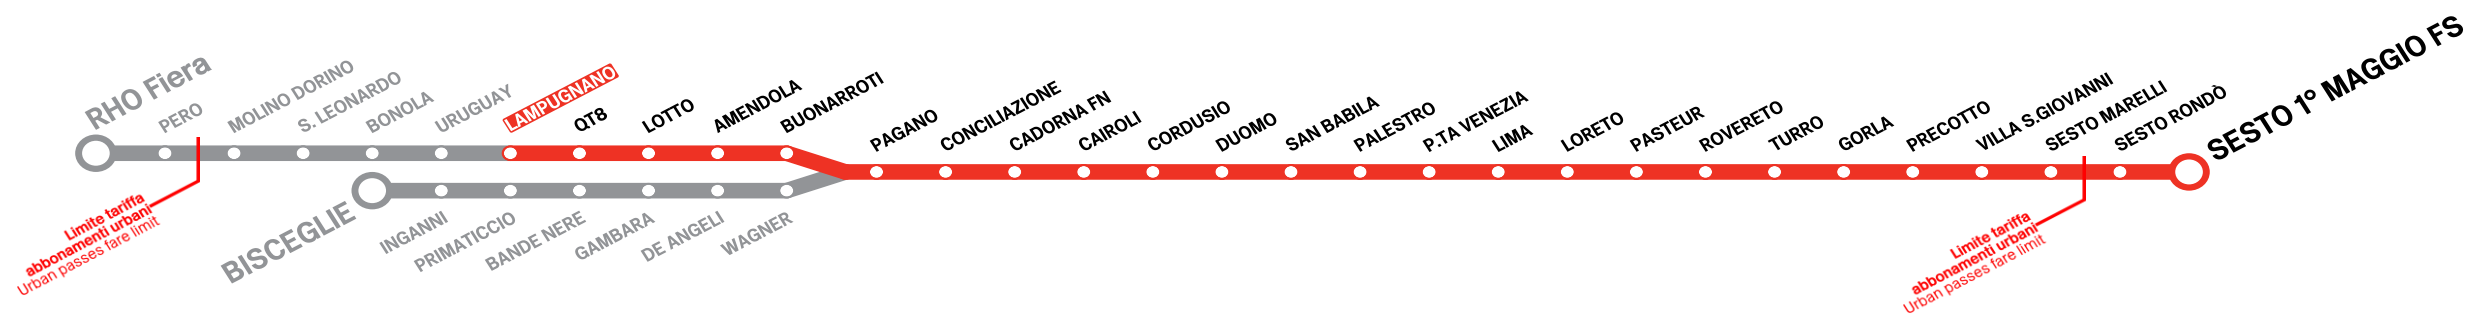 RHO Fiera
PERO
MOLINO DORINO
S. LEONARDO
BONOLA
URUGUAY
LAMPUGNANO
QT8
LOTTO
AMENDOLA
BUONARROTI
PAGANO
CONCILIAZIONE
CADORNA FN
CAIROLI
CORDUSIO
DUOMO
SAN BABILA
PALESTRO
P.TA VENEZIA
LIMA
LORETO
PASTEUR
ROVERETO
TURRO
GORLA
PRECOTTO
VILLA S.GIOVANNI
SESTO MARELLI
SESTO RONDÒ
SESTO 1° MAGGIO FS
Limite tariffa
abbonamenti urbani
Urban passes fare limit
BISCEGLIE
INGANNI
PRIMATICCIO
BANDE NERE
GAMBARA
DE ANGELI
WAGNER
Limite tariffa
abbonamenti urbani
Urban passes fare limit